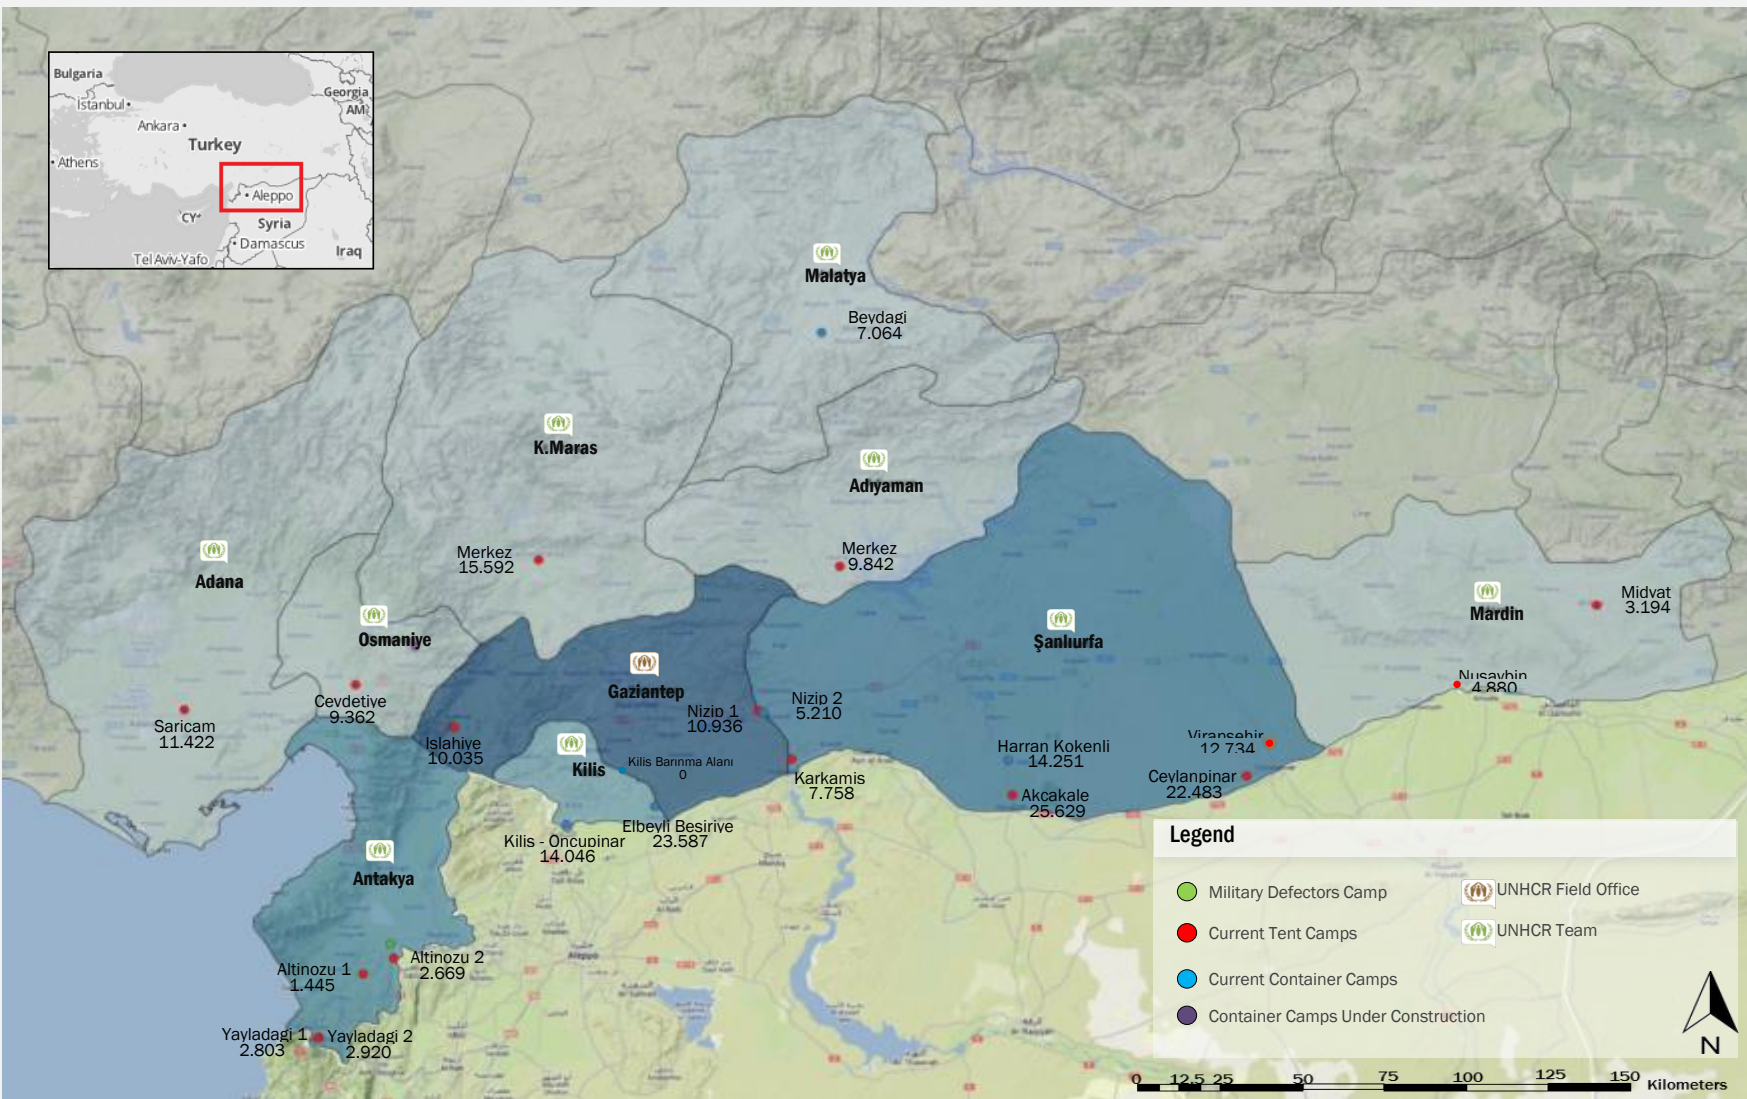 Bulgaria
Georgia
İstanbul
AM
Ankara
Turkey
Athens
Aleppo
CY
Syria
Damascus
Tel Aviv-Yafo
Iraq
Malatya
Beydagi
7.064
K.Maras
Merkez
15.592
Adıyaman
Merkez
9.842
Adana
Saricam
11.422
Osmaniye
Cevdetiye
9.362
Gaziantep
Islahiye
10.035
Nizip 1
10.936
Nizip 2
5.210
Karkamis
7.758
Kilis
Kilis Barınma Alanı
0
Elbeyli Besiriye
23.587
Kilis - Oncupinar
14.046
Şanlıurfa
Harran Kokenli
14.251
Akcakale
25.629
Viransehir
12.734
Ceylanpinar
22.483
Mardin
Midyat
3.194
Nusaybin
4.880
Antakya
Altinozu 1
1.445
Altinozu 2
2.669
Yayladagi 1
2.803
Yayladagi 2
2.920
Legend
Military Defectors Camp
Current Tent Camps
Current Container Camps
Container Camps Under Construction
UNHCR Field Office
UNHCR Team
N
0 12,5 25 50 75 100 125 150
Kilometers